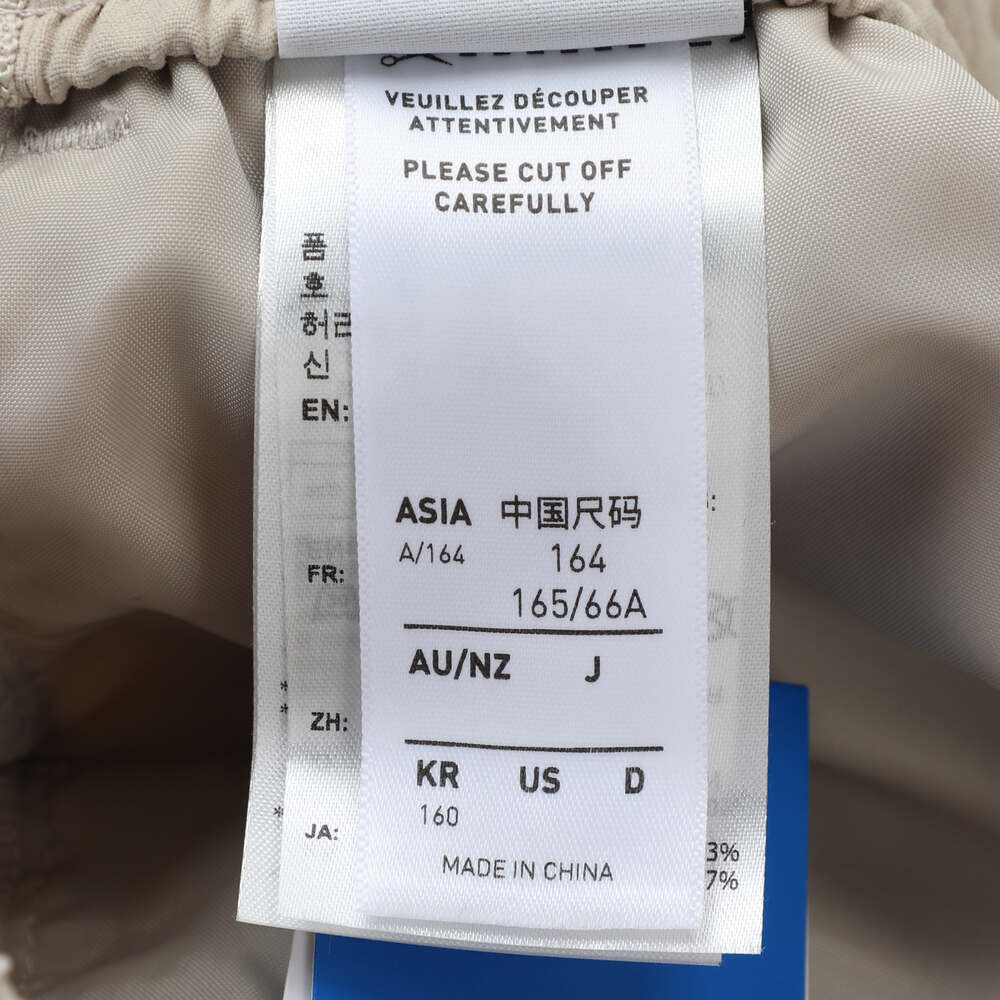 VEUILLEZ DÉCOUPER
ATTENTIVEMENT
PLEASE CUT OFF
CAREFULLY
품
호
허리
신
EN:
ASIA 中国尺码
A/164 164
165/66A
FR:
AU/NZ J
ZH:
KR US D
160
JA:
MADE IN CHINA
3%
7%